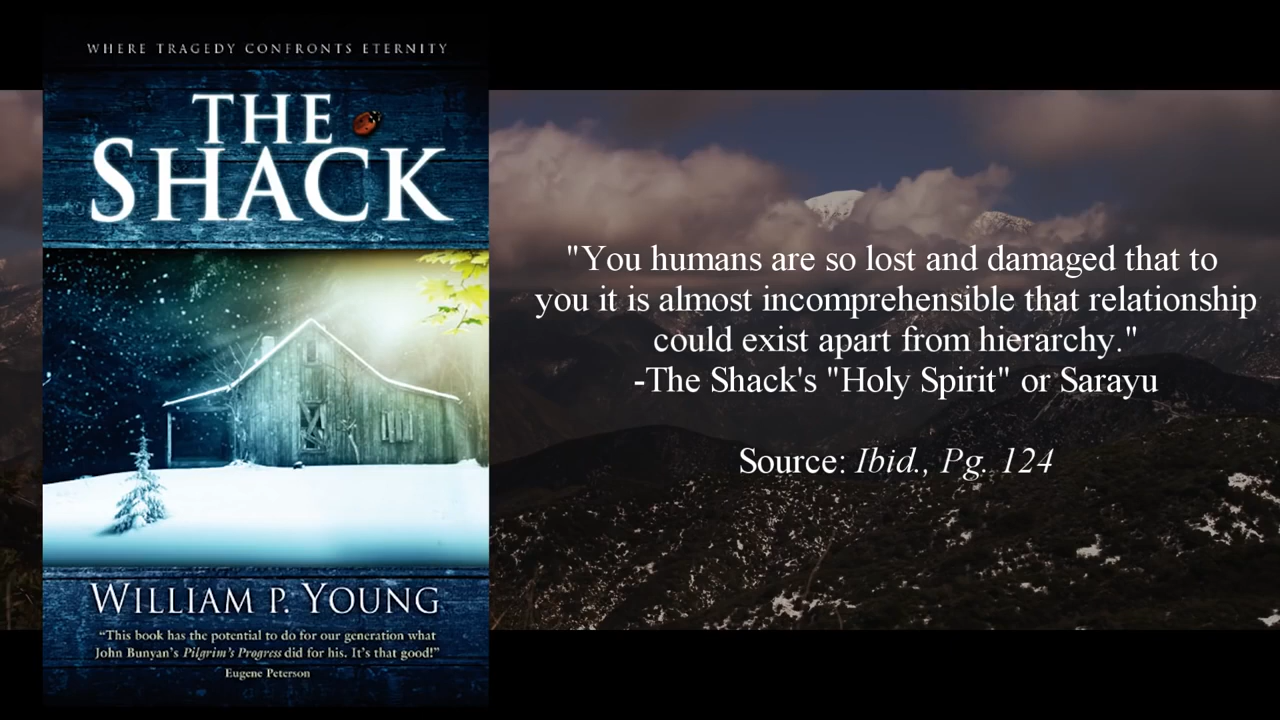 WHERE TRAGEDY CONFRONTS ETERNITY
THE
SHACK
WILLIAM P. YOUNG
“This book has the potential to do for our generation what
John Bunyan’s Pilgrim’s Progress did for his. It’s that good!”
Eugene Peterson
"You humans are so lost and damaged that to
you it is almost incomprehensible that relationship
could exist apart from hierarchy."
-The Shack's "Holy Spirit" or Sarayu
Source: Ibid., Pg. 124